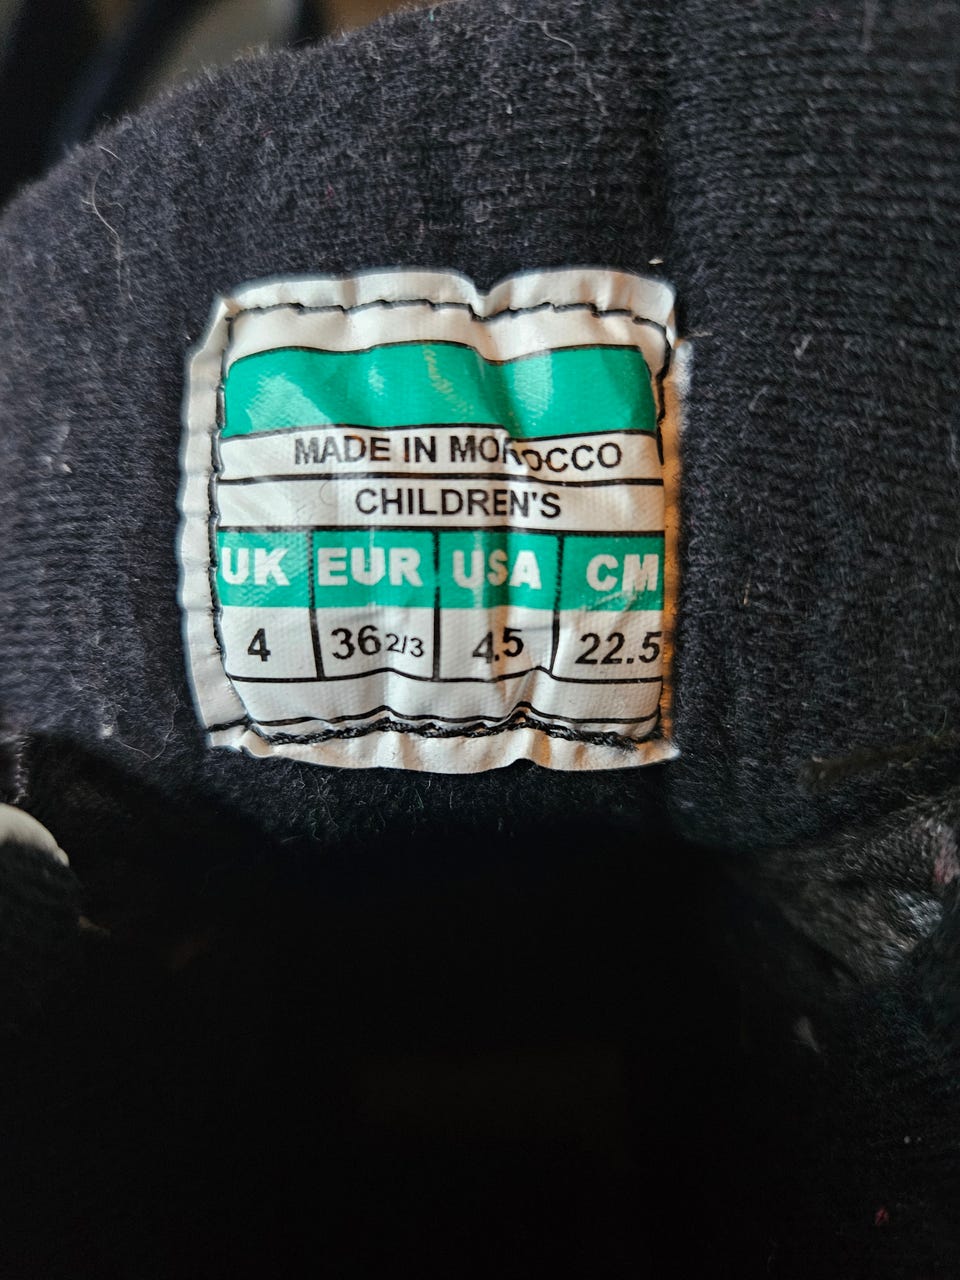 MADE IN MOROCCO
CHILDREN'S
UK EUR USA CM
4 36 2/3 4.5 22.5